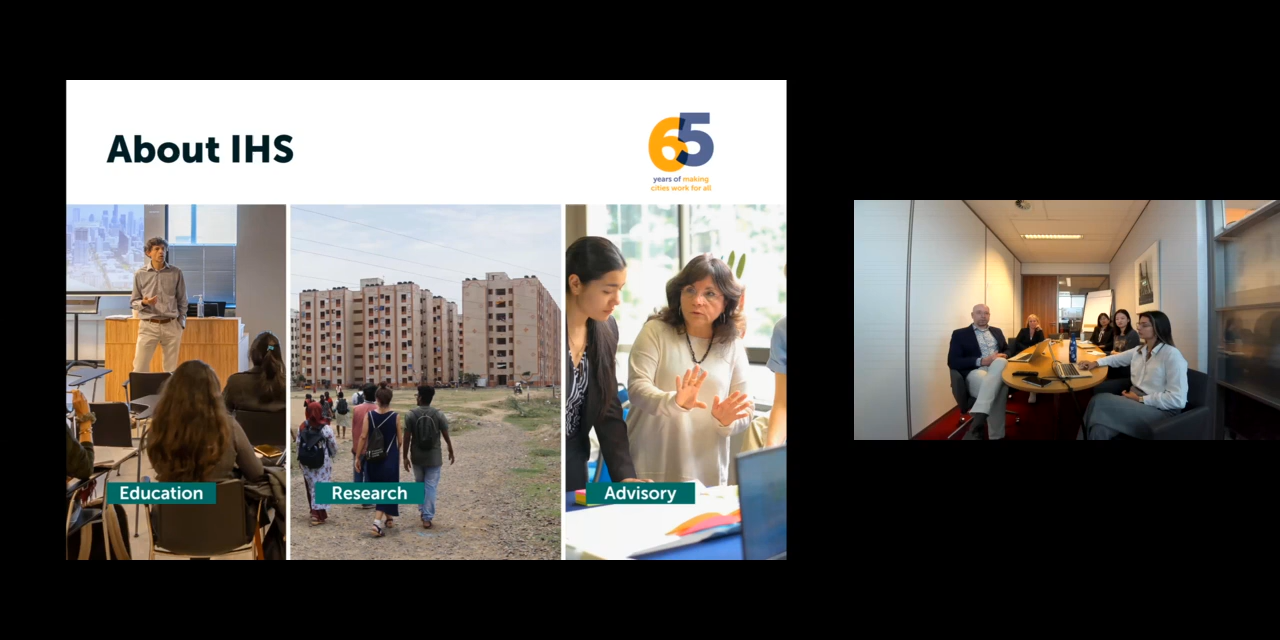 About IHS
65
years of making
cities work for all
Education
Research
Advisory